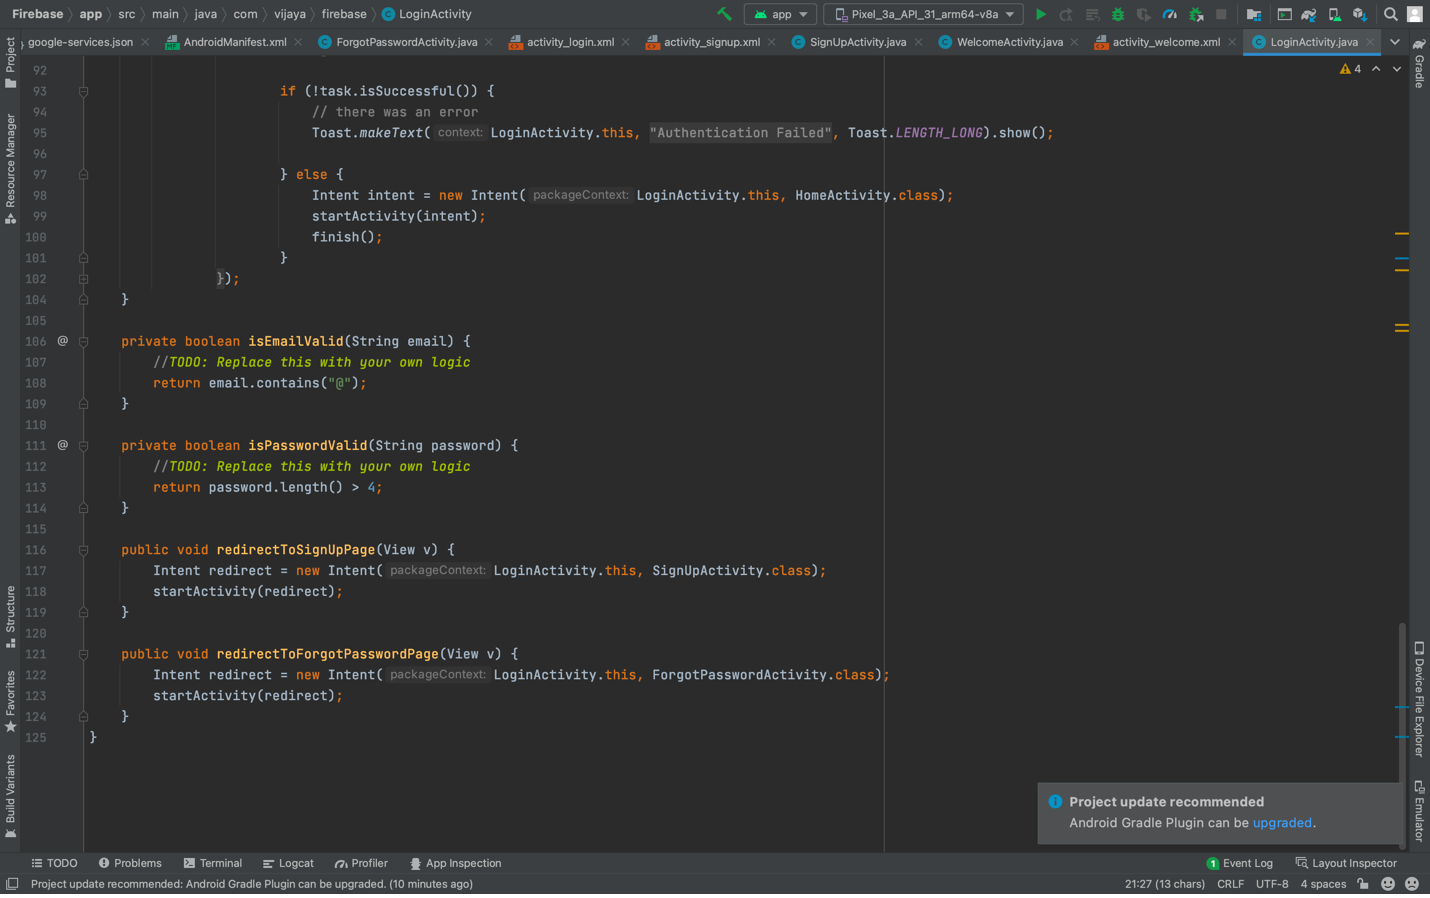 Firebase app src main java com vijaya firebase LoginActivity app Pixel_3a_API_31_arm64-v8a
google-services.json AndroidManifest.xml ForgotPasswordActivity.java activity_login.xml activity_signup.xml SignUpActivity.java WelcomeActivity.java activity_welcome.xml LoginActivity.java
Project
Resource Manager
Structure
Favorites
Build Variants
4
92
93 if (!task.isSuccessful()) {
94 // there was an error
95 Toast.makeText( context: LoginActivity.this, "Authentication Failed", Toast.LENGTH_LONG).show();
96
97 } else {
98 Intent intent = new Intent( packageContext: LoginActivity.this, HomeActivity.class);
99 startActivity(intent);
100 finish();
101 }
102 });
104 }
105
106 @ private boolean isEmailValid(String email) {
107 //TODO: Replace this with your own logic
108 return email.contains("@");
109 }
110
111 @ private boolean isPasswordValid(String password) {
112 //TODO: Replace this with your own logic
113 return password.length() > 4;
114 }
115
116 public void redirectToSignUpPage(View v) {
117 Intent redirect = new Intent( packageContext: LoginActivity.this, SignUpActivity.class);
118 startActivity(redirect);
119 }
120
121 public void redirectToForgotPasswordPage(View v) {
122 Intent redirect = new Intent( packageContext: LoginActivity.this, ForgotPasswordActivity.class);
123 startActivity(redirect);
124 }
125 }
Gradle
Device File Explorer
Emulator
Project update recommended
Android Gradle Plugin can be upgraded.
TODO Problems Terminal Logcat Profiler App Inspection 1 Event Log Layout Inspector
Project update recommended: Android Gradle Plugin can be upgraded. (10 minutes ago) 21:27 (13 chars) CRLF UTF-8 4 spaces